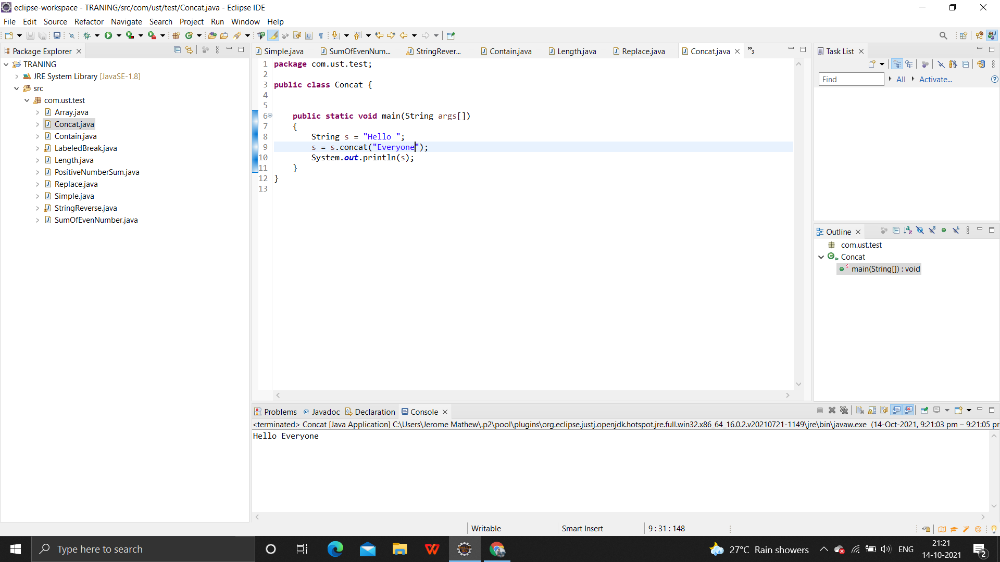 eclipse-workspace - TRANING/src/com/ust/test/Concat.java - Eclipse IDE
File Edit Source Refactor Navigate Search Project Run Window Help
Package Explorer
TRANING
JRE System Library [JavaSE-1.8]
src
com.ust.test
Array.java
Concat.java
Contain.java
LabeledBreak.java
Length.java
PositiveNumberSum.java
Replace.java
Simple.java
StringReverse.java
SumOfEvenNumber.java
Simple.java SumOfEvenNum... StringRever... Contain.java Length.java Replace.java Concat.java »3
1 package com.ust.test;
2
3 public class Concat {
4
5
6 public static void main(String args[])
7 {
8 String s = "Hello ";
9 s = s.concat("Everyone");
10 System.out.println(s);
11 }
12 }
13
Task List
Find All Activate...
Outline
com.ust.test
Concat
main(String[]) : void
Problems Javadoc Declaration Console
<terminated> Concat [Java Application] C:\Users\Jerome Mathew\.p2\pool\plugins\org.eclipse.justj.openjdk.hotspot.jre.full.win32.x86_64_16.0.2.v20210721-1149\jre\bin\javaw.exe (14-Oct-2021, 9:21:03 pm – 9:21:05 pr
Hello Everyone
Writable Smart Insert 9 : 31 : 148
Type here to search
27°C Rain showers ENG
21:21
14-10-2021
2